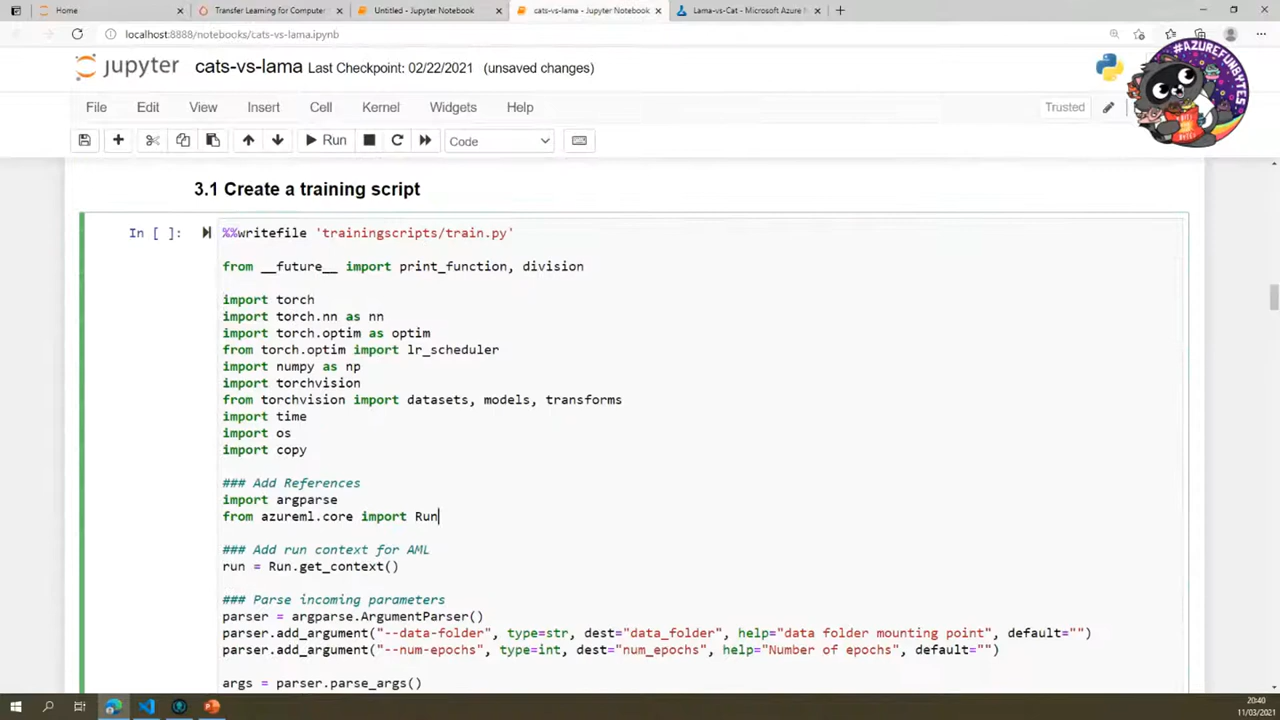 Home
Transfer Learning for Computer
Untitled - Jupyter Notebook
cats-vs-lama - Jupyter Notebook
Lama-vs-Cat - Microsoft Azure
localhost:8888/notebooks/cats-vs-lama.ipynb
#AZUREFUNBYTES
jupyter cats-vs-lama Last Checkpoint: 02/22/2021 (unsaved changes)
File Edit View Insert Cell Kernel Widgets Help
Trusted
Run
Code
3.1 Create a training script
In [ ]:
%%writefile 'trainingscripts/train.py'
from __future__ import print_function, division
import torch
import torch.nn as nn
import torch.optim as optim
from torch.optim import lr_scheduler
import numpy as np
import torchvision
from torchvision import datasets, models, transforms
import time
import os
import copy
### Add References
import argparse
from azureml.core import Run
### Add run context for AML
run = Run.get_context()
### Parse incoming parameters
parser = argparse.ArgumentParser()
parser.add_argument("--data-folder", type=str, dest="data_folder", help="data folder mounting point", default="")
parser.add_argument("--num-epochs", type=int, dest="num_epochs", help="Number of epochs", default="")
args = parser.parse_args()
20:40
11/03/2021